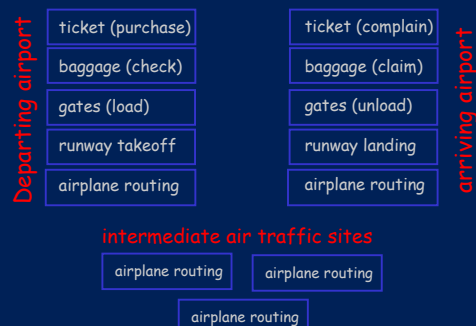 Departing airport
ticket (purchase)
baggage (check)
gates (load)
runway takeoff
airplane routing
ticket (complain)
baggage (claim)
gates (unload)
runway landing
airplane routing
arriving airport
intermediate air traffic sites
airplane routing
airplane routing
airplane routing